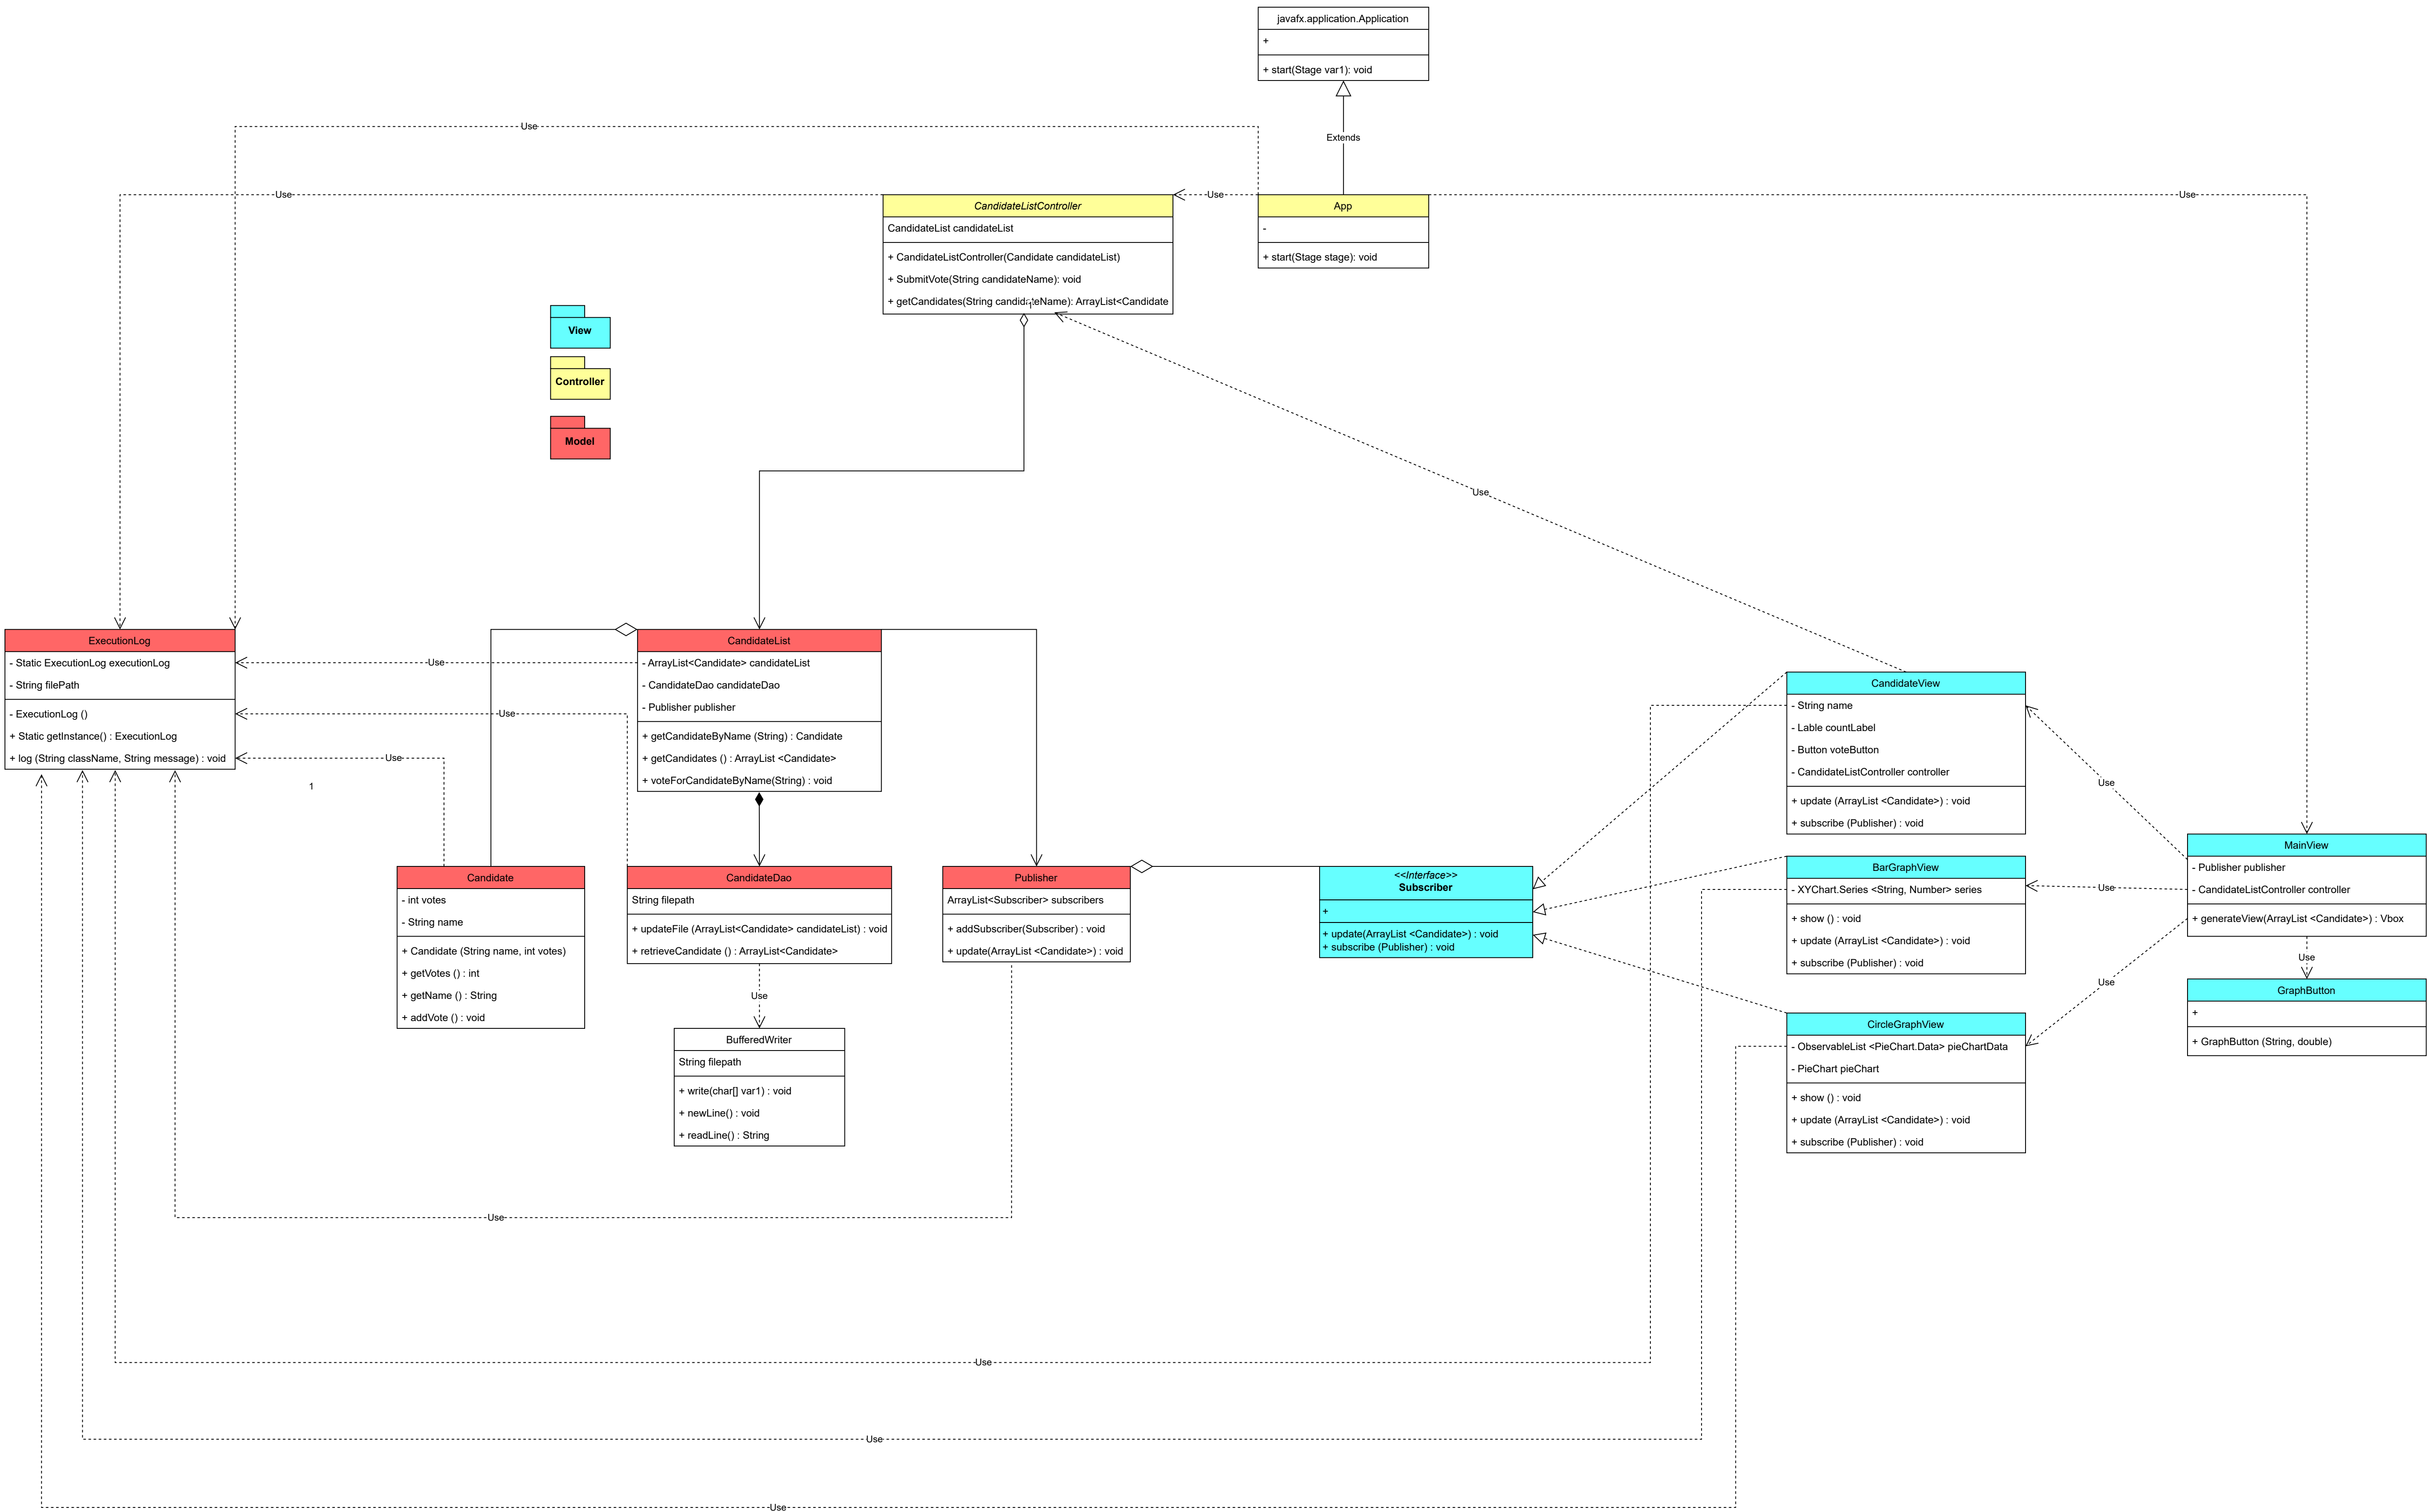 javafx.application.Application
+
+ start(Stage var1): void
Extends
Use
Use
Use
Use
CandidateListController
CandidateList candidateList
+ CandidateListController(Candidate candidateList)
+ SubmitVote(String candidateName): void
+ getCandidates(String candidateName): ArrayList<Candidate
1
App
-
+ start(Stage stage): void
View
Controller
Model
Use
ExecutionLog
- Static ExecutionLog executionLog
- String filePath
- ExecutionLog ()
+ Static getInstance() : ExecutionLog
+ log (String className, String message) : void
Use
Use
Use
1
CandidateList
- ArrayList<Candidate> candidateList
- CandidateDao candidateDao
- Publisher publisher
+ getCandidateByName (String) : Candidate
+ getCandidates () : ArrayList <Candidate>
+ voteForCandidateByName(String) : void
Candidate
- int votes
- String name
+ Candidate (String name, int votes)
+ getVotes () : int
+ getName () : String
+ addVote () : void
CandidateDao
String filepath
+ updateFile (ArrayList<Candidate> candidateList) : void
+ retrieveCandidate () : ArrayList<Candidate>
Use
BufferedWriter
String filepath
+ write(char[] var1) : void
+ newLine() : void
+ readLine() : String
Publisher
ArrayList<Subscriber> subscribers
+ addSubscriber(Subscriber) : void
+ update(ArrayList <Candidate>) : void
<<Interface>>
Subscriber
+
+ update(ArrayList <Candidate>) : void
+ subscribe (Publisher) : void
CandidateView
- String name
- Lable countLabel
- Button voteButton
- CandidateListController controller
+ update (ArrayList <Candidate>) : void
+ subscribe (Publisher) : void
BarGraphView
- XYChart.Series <String, Number> series
+ show () : void
+ update (ArrayList <Candidate>) : void
+ subscribe (Publisher) : void
CircleGraphView
- ObservableList <PieChart.Data> pieChartData
- PieChart pieChart
+ show () : void
+ update (ArrayList <Candidate>) : void
+ subscribe (Publisher) : void
Use
Use
Use
MainView
- Publisher publisher
- CandidateListController controller
+ generateView(ArrayList <Candidate>) : Vbox
Use
GraphButton
+
+ GraphButton (String, double)
Use
Use
Use
Use